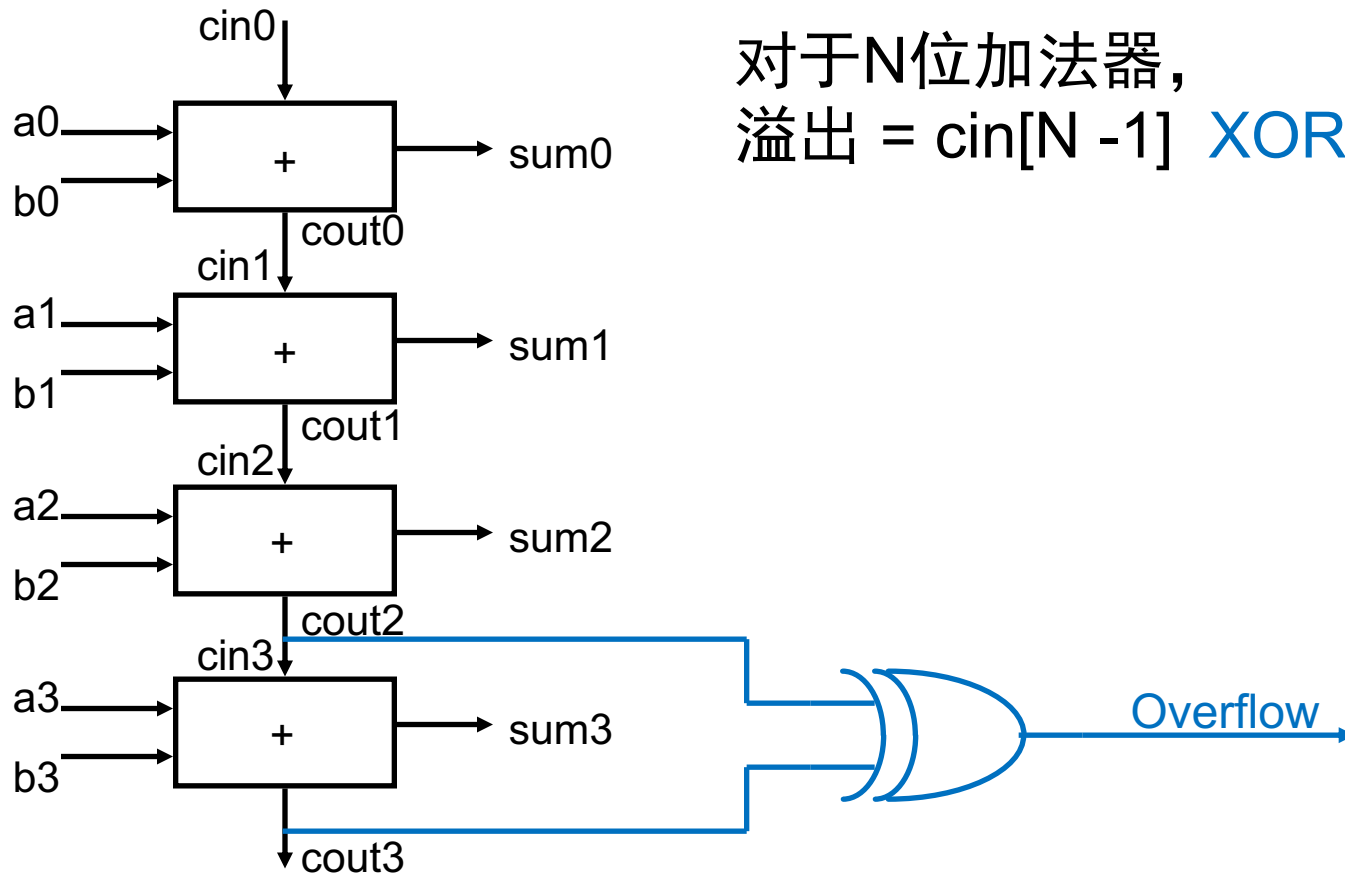 对于N位加法器,
溢出 = cin[N -1] XOR
cin0
a0
b0
+
sum0
cout0
cin1
a1
b1
+
sum1
cout1
cin2
a2
b2
+
sum2
cout2
cin3
a3
b3
+
sum3
cout3
Overflow